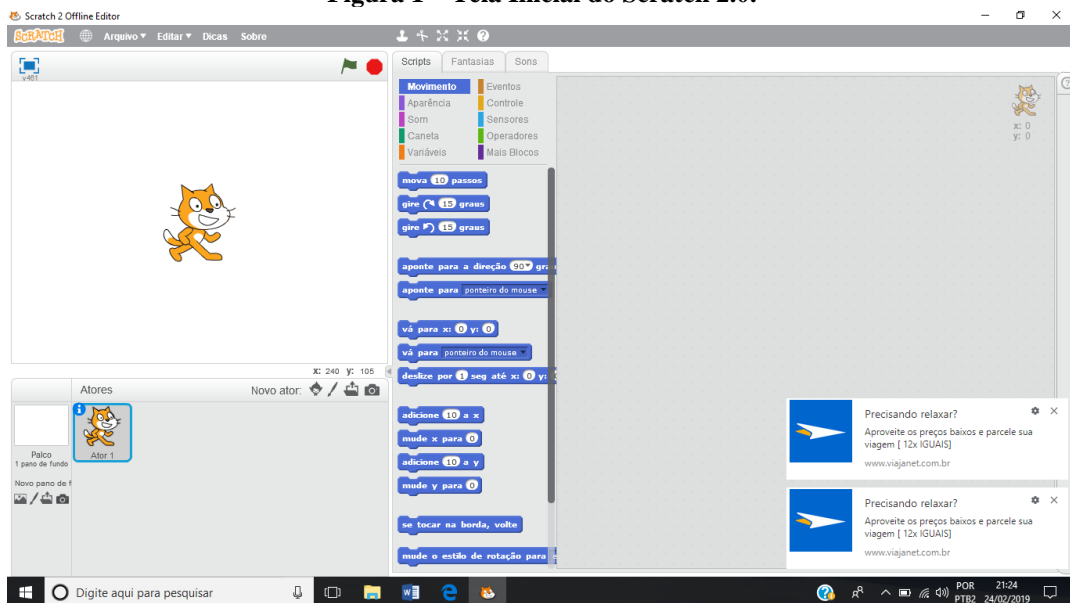 Figura 1 – Tela Inicial do Scratch 2.0.
Scratch 2 Offline Editor
SCRATCH Arquivo Editar Dicas Sobre
v461
Scripts Fantasias Sons
Movimento Eventos
Aparência Controle
Som Sensores
Caneta Operadores
Variáveis Mais Blocos
x: 0
y: 0
mova 10 passos
gire 15 graus
gire 15 graus
aponte para a direção 90
aponte para ponteiro do mouse
vá para x: 0 y: 0
vá para ponteiro do mouse
deslize por 1 seg até x: 0 y:
adicione 10 a x
mude x para 0
adicione 10 a y
mude y para 0
se tocar na borda, volte
mude o estilo de rotação para
X: 240 Y: 105
Atores Novo ator:
Palco
1 pano de fundo
Ator 1
Novo pano de f
Precisando relaxar?
Aproveite os preços baixos e parcele sua
viagem [ 12x IGUAIS]
www.viajanet.com.br
Precisando relaxar?
Aproveite os preços baixos e parcele sua
viagem [ 12x IGUAIS]
www.viajanet.com.br
Digite aqui para pesquisar
POR
PTB2
21:24
24/02/2019